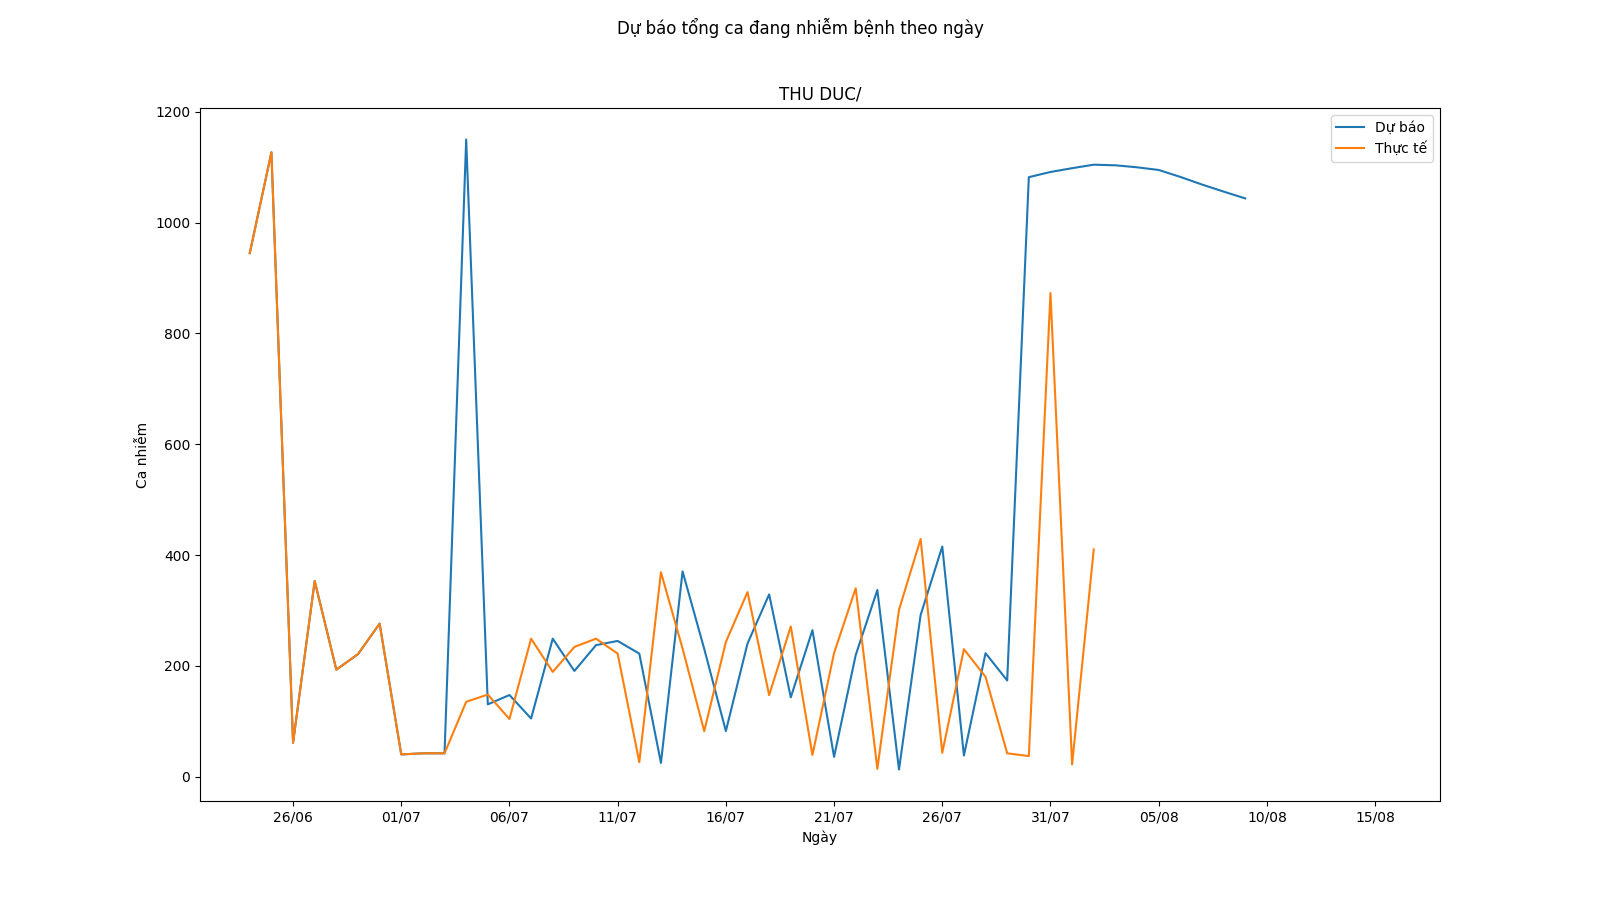 Dự báo tổng ca đang nhiễm bệnh theo ngày
THU DUC/
Dự báo
Thực tế
1200
1000
800
600
400
200
0
Ca nhiễm
26/06 01/07 06/07 11/07 16/07 21/07 26/07 31/07 05/08 10/08 15/08
Ngày